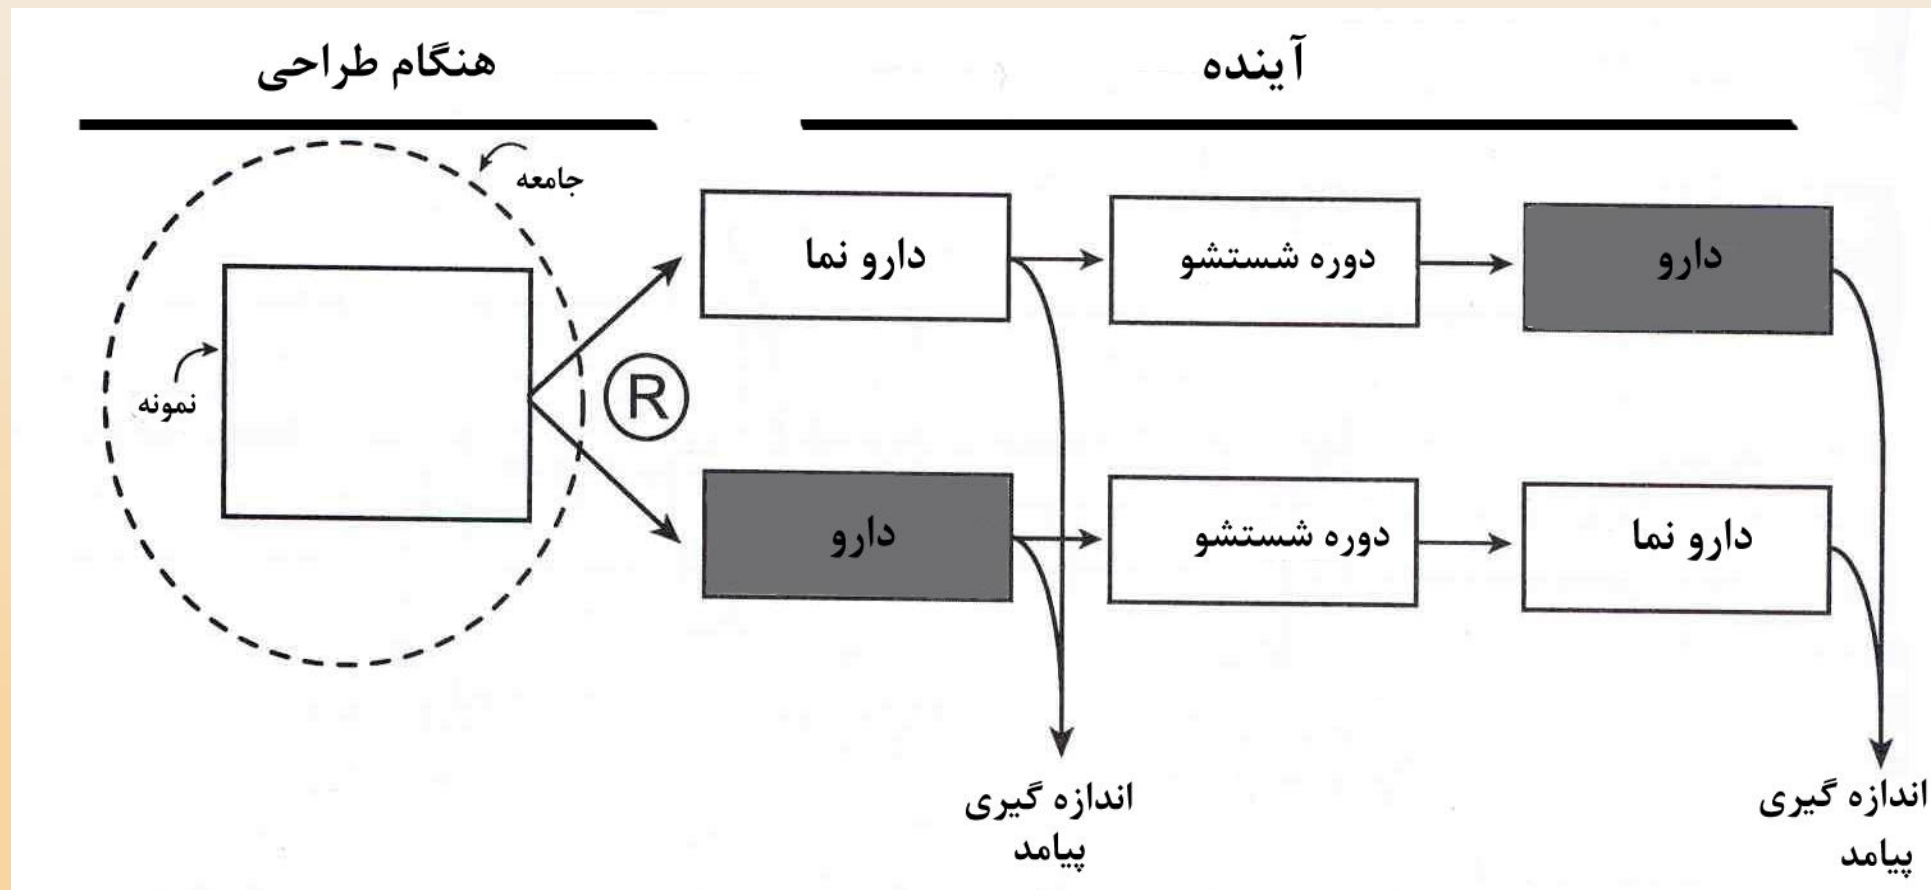 هنگام طراحی
آینده
جامعه
نمونه
R
دارو نما
دوره شستشو
دارو
دارو
دوره شستشو
دارو نما
اندازه گیری
پیامد
اندازه گیری
پیامد